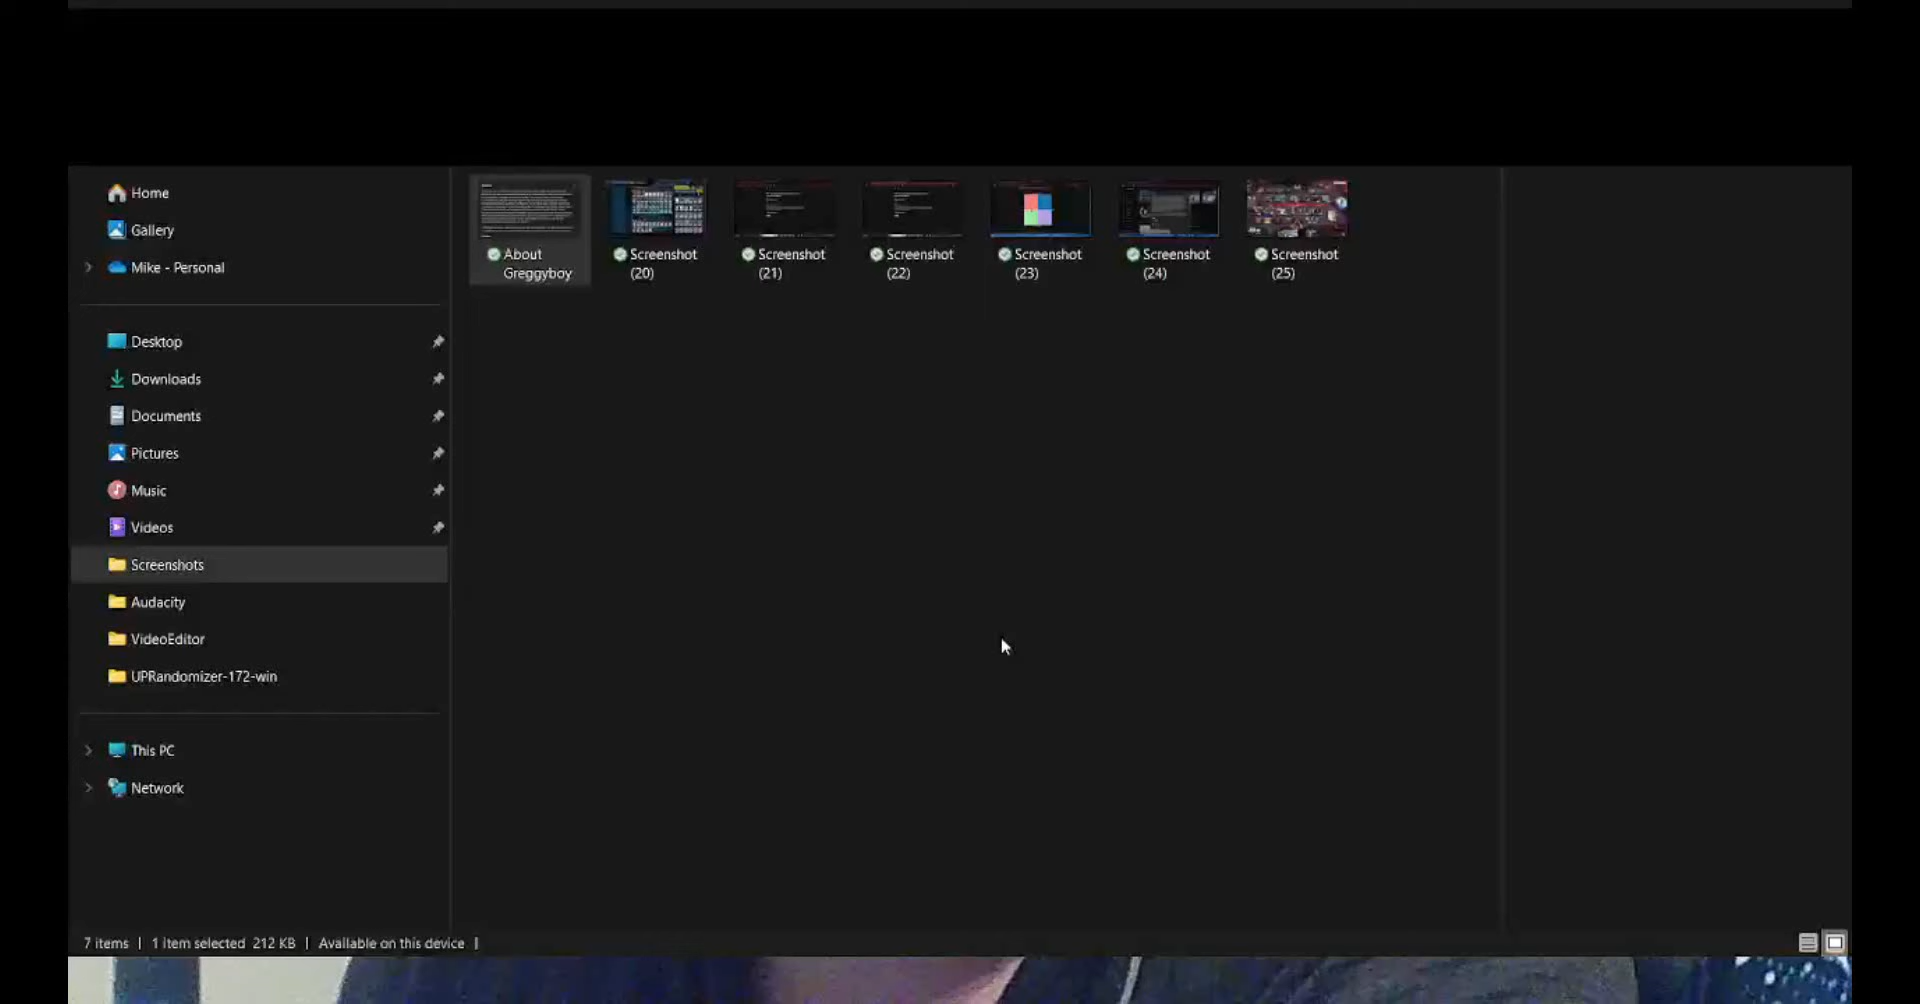 Home
Gallery
Mike - Personal
Desktop
Downloads
Documents
Pictures
Music
Videos
Screenshots
Audacity
VideoEditor
UPRandomizer-172-win
This PC
Network
About
Greggyboy
Screenshot
(20)
Screenshot
(21)
Screenshot
(22)
Screenshot
(23)
Screenshot
(24)
Screenshot
(25)
7 items | 1 item selected 212 KB | Available on this device |